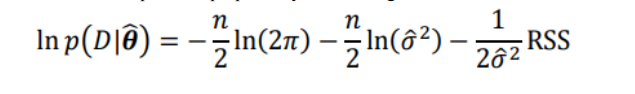 ln p(D|θ̂) = −n/2 ln(2π) − n/2 ln(σ̂²) − 1/2σ̂² RSS